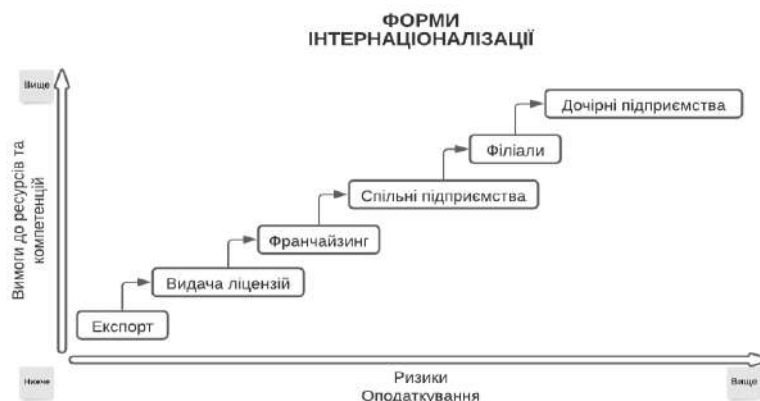 ФОРМИ
ІНТЕРНАЦІОНАЛІЗАЦІЇ
Вище
Вимоги до ресурсів та
компетенцій
Дочірні підприємства
Філіали
Спільні підприємства
Франчайзинг
Видача ліцензій
Експорт
Нижче
Ризики
Оподаткування
Вище